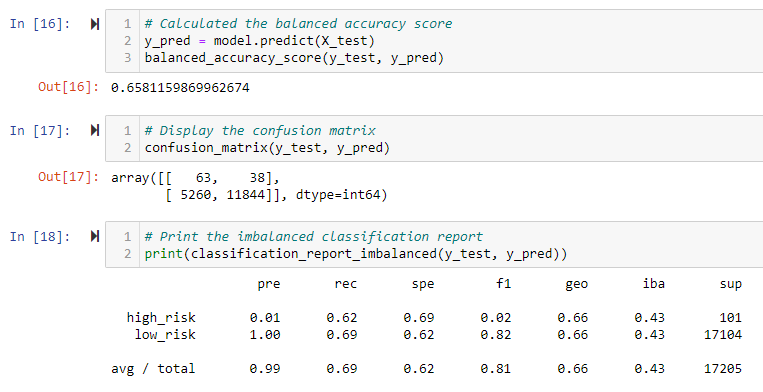 In [16]: 1 # Calculated the balanced accuracy score
2 y_pred = model.predict(X_test)
3 balanced_accuracy_score(y_test, y_pred)
Out[16]: 0.6581159869962674
In [17]: 1 # Display the confusion matrix
2 confusion_matrix(y_test, y_pred)
Out[17]: array([[   63,    38],
       [ 5260, 11844]], dtype=int64)
In [18]: 1 # Print the imbalanced classification report
2 print(classification_report_imbalanced(y_test, y_pred))
pre rec spe f1 geo iba sup
high_risk 0.01 0.62 0.69 0.02 0.66 0.43 101
low_risk 1.00 0.69 0.62 0.82 0.66 0.43 17104
avg / total 0.99 0.69 0.62 0.81 0.66 0.43 17205